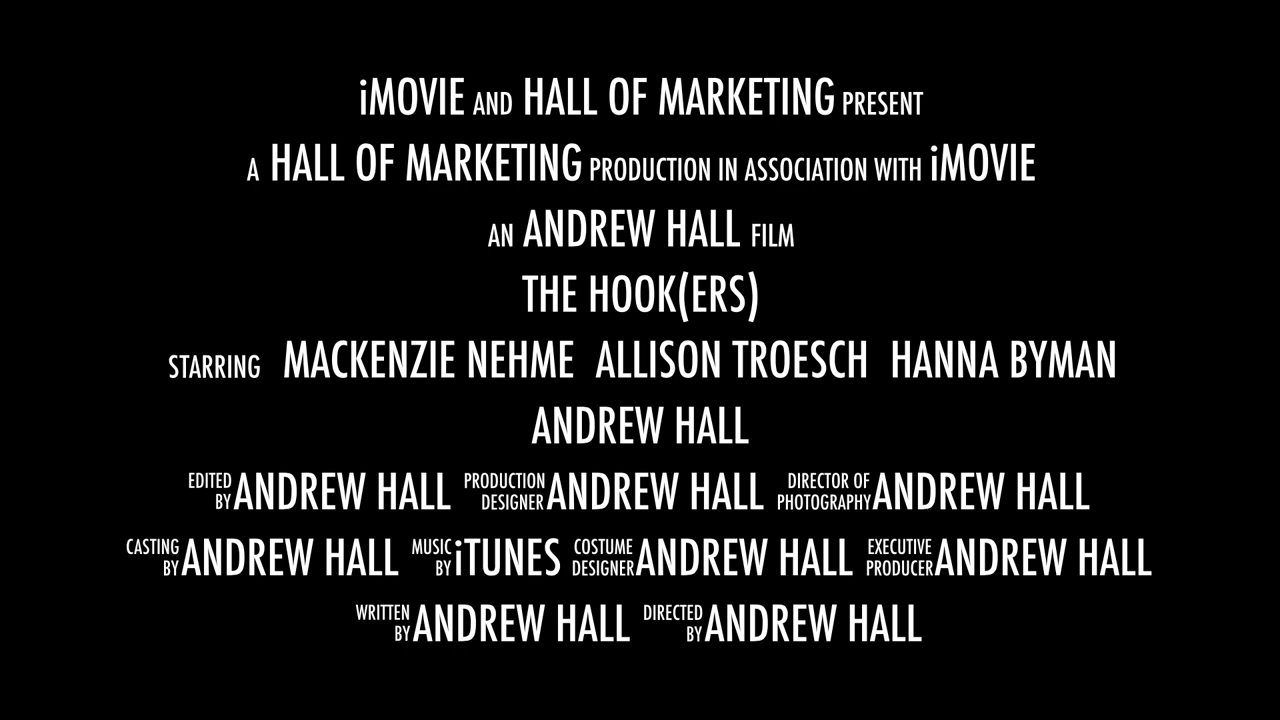 iMOVIE AND HALL OF MARKETING PRESENT
A HALL OF MARKETING PRODUCTION IN ASSOCIATION WITH iMOVIE
AN ANDREW HALL FILM
THE HOOK(ERS)
STARRING MACKENZIE NEHME ALLISON TROESCH HANNA BYMAN
ANDREW HALL
EDITED BY ANDREW HALL PRODUCTION DESIGNER ANDREW HALL DIRECTOR OF PHOTOGRAPHY ANDREW HALL
CASTING BY ANDREW HALL MUSIC BY iTUNES COSTUME DESIGNER ANDREW HALL EXECUTIVE PRODUCER ANDREW HALL
WRITTEN BY ANDREW HALL DIRECTED BY ANDREW HALL